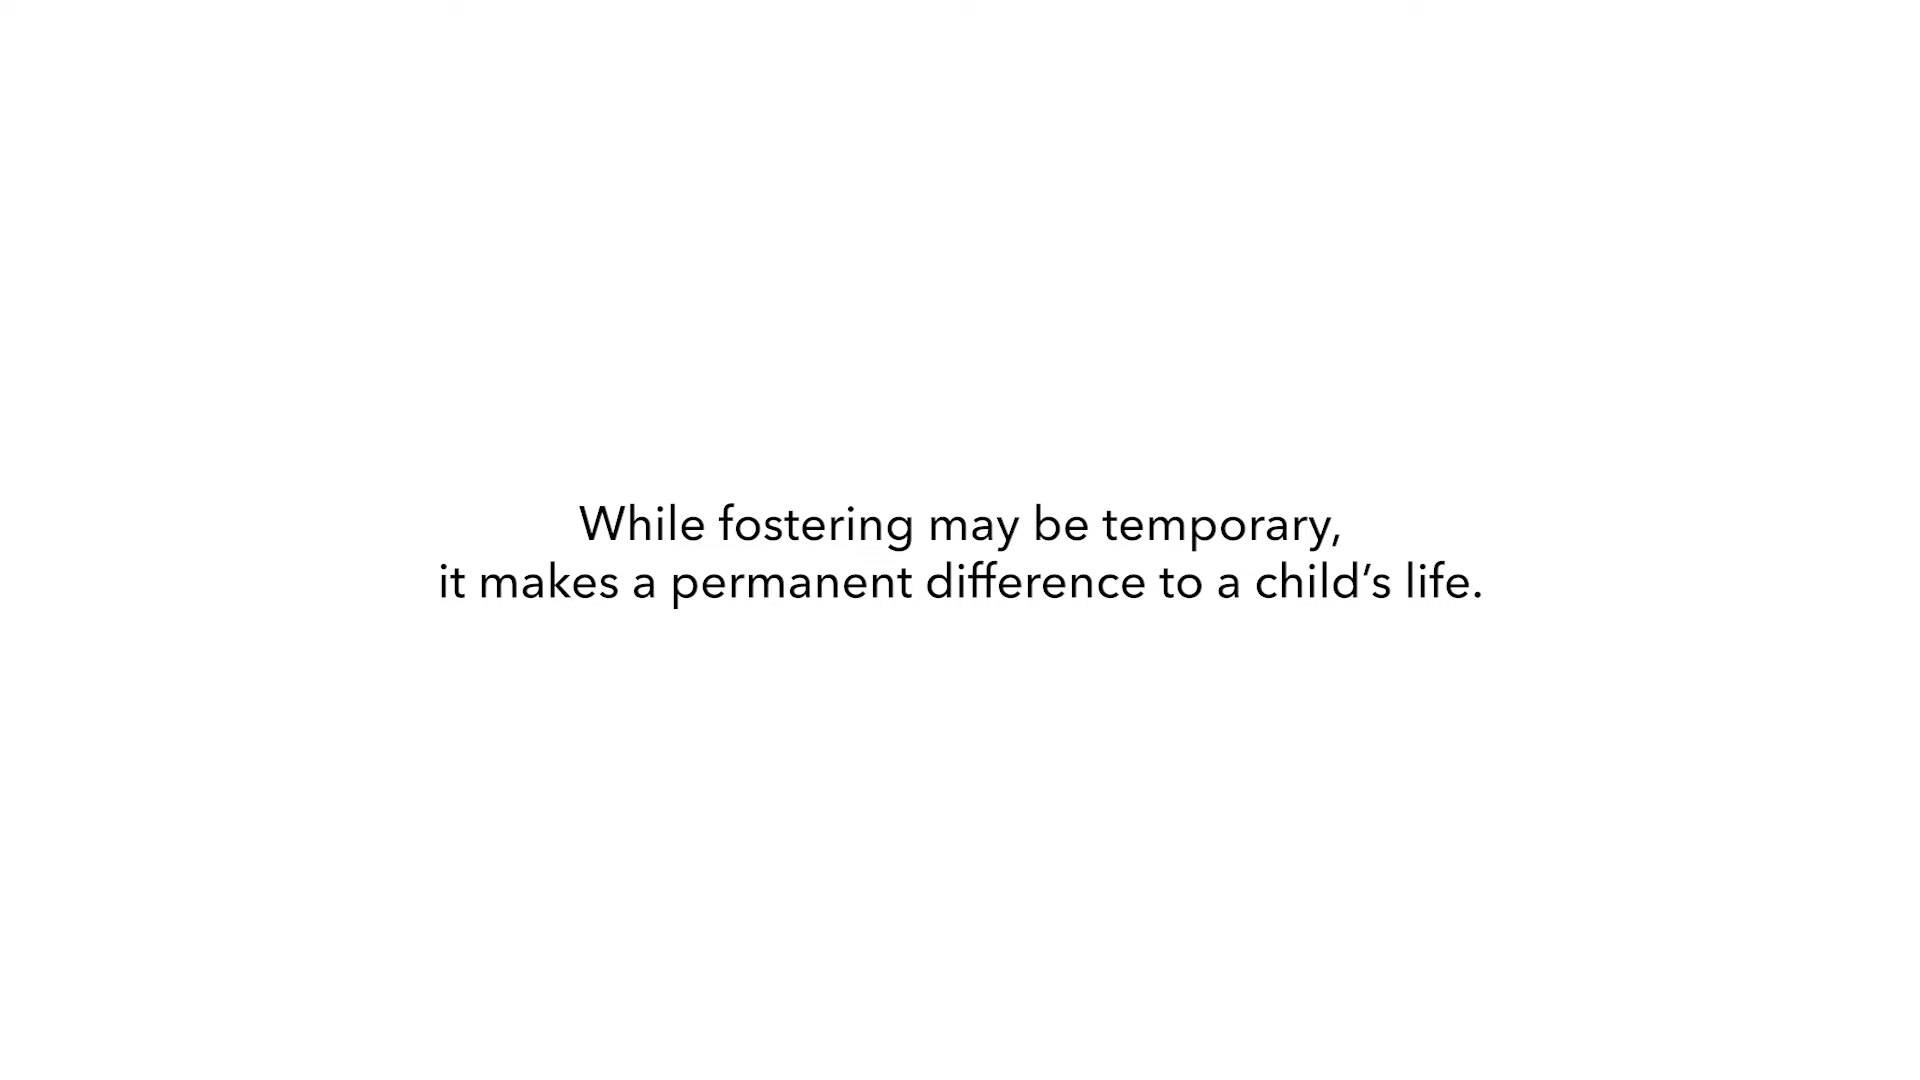 While fostering may be temporary,
it makes a permanent difference to a child’s life.